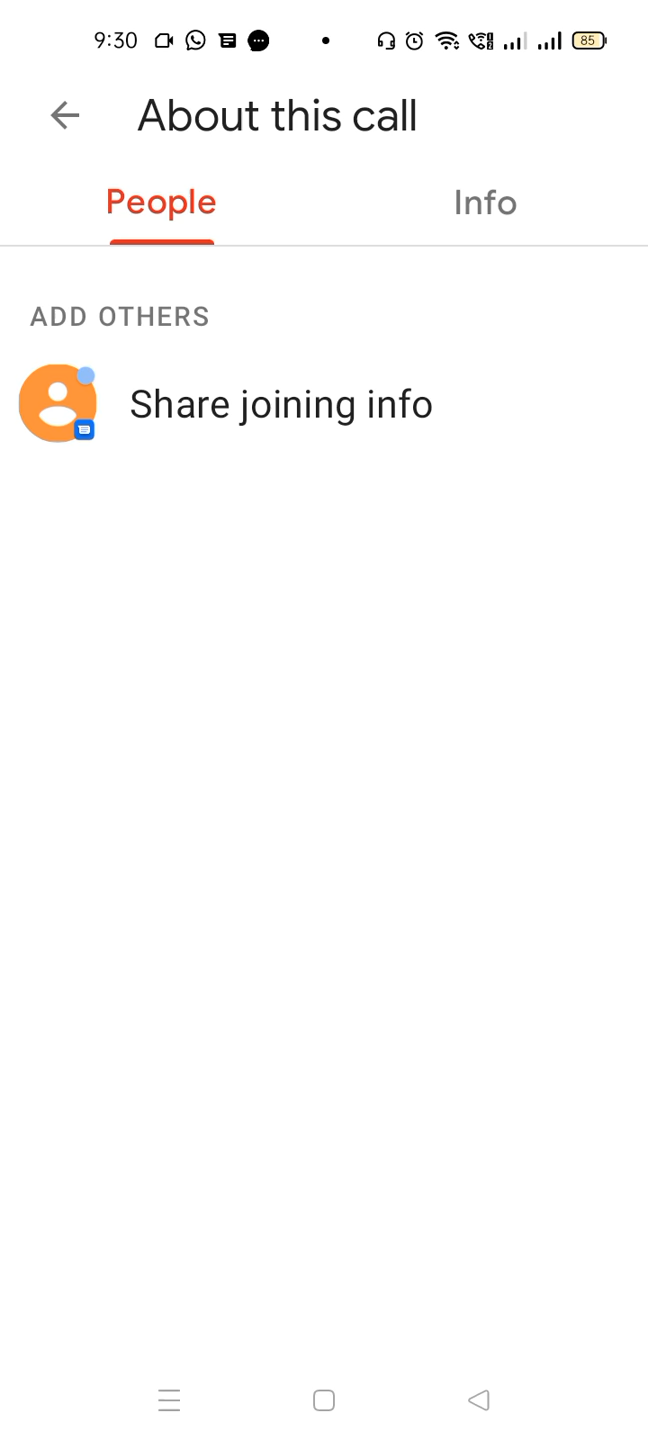 9:30
85
About this call
People
Info
ADD OTHERS
Share joining info